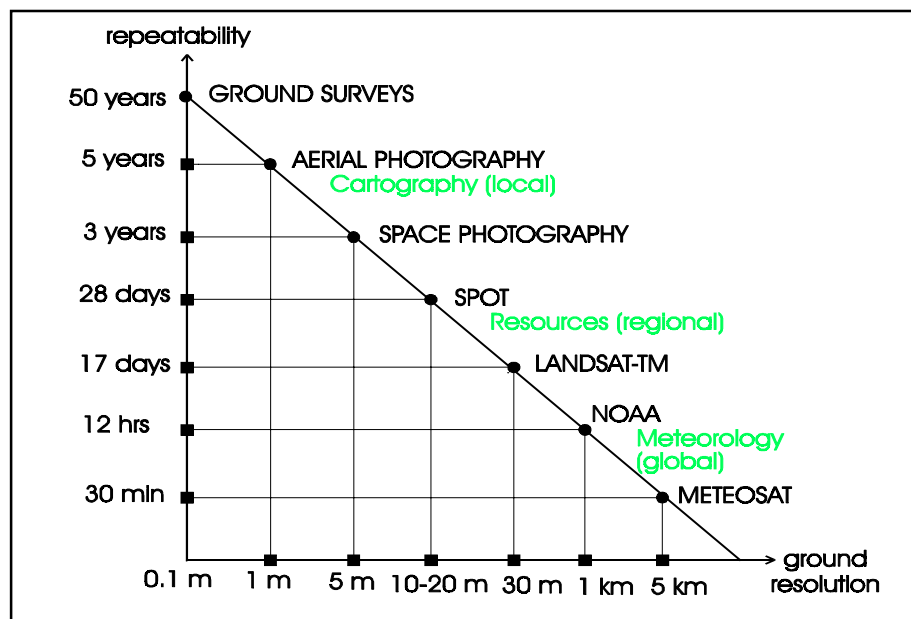 repeatability
50 years
GROUND SURVEYS
5 years
AERIAL PHOTOGRAPHY
Cartography (local)
3 years
SPACE PHOTOGRAPHY
28 days
SPOT
Resources (regional)
17 days
LANDSAT-TM
NOAA
12 hrs
Meteorology
(global)
30 min
METEOSAT
ground
resolution
0.1 m
1 m
5 m
10-20 m
30 m
1 km
5 km